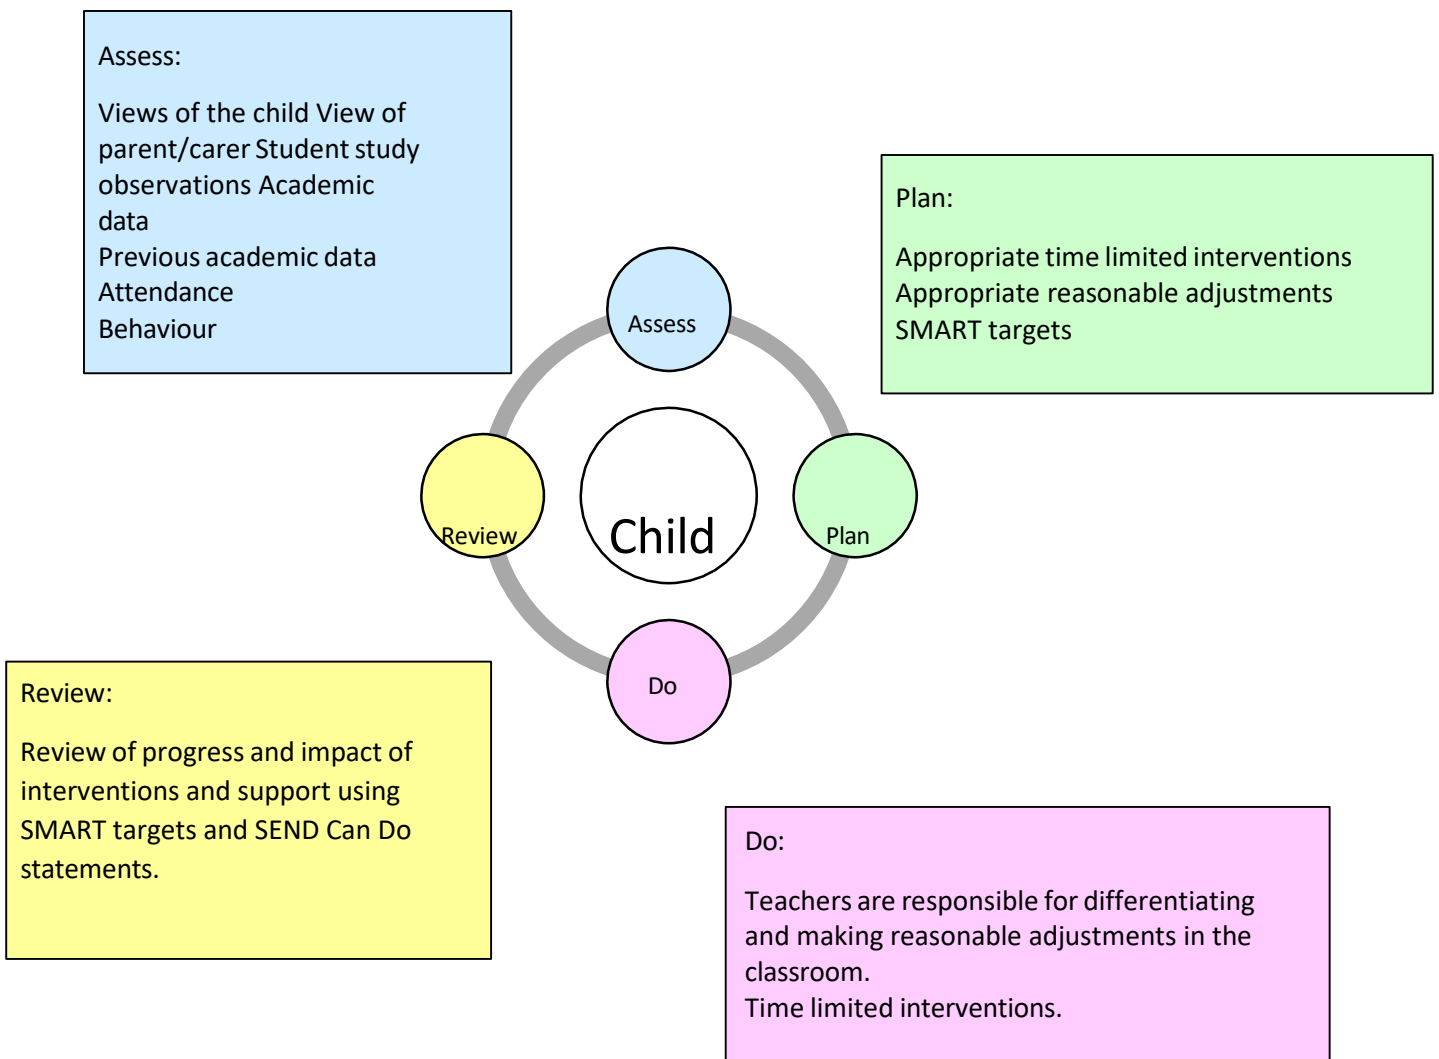 Assess:
Views of the child View of
parent/carer Student study
observations Academic
data
Previous academic data
Attendance
Behaviour
Plan:
Appropriate time limited interventions
Appropriate reasonable adjustments
SMART targets
Assess
Review
Child
Plan
Do
Review:
Review of progress and impact of
interventions and support using
SMART targets and SEND Can Do
statements.
Do:
Teachers are responsible for differentiating
and making reasonable adjustments in the
classroom.
Time limited interventions.